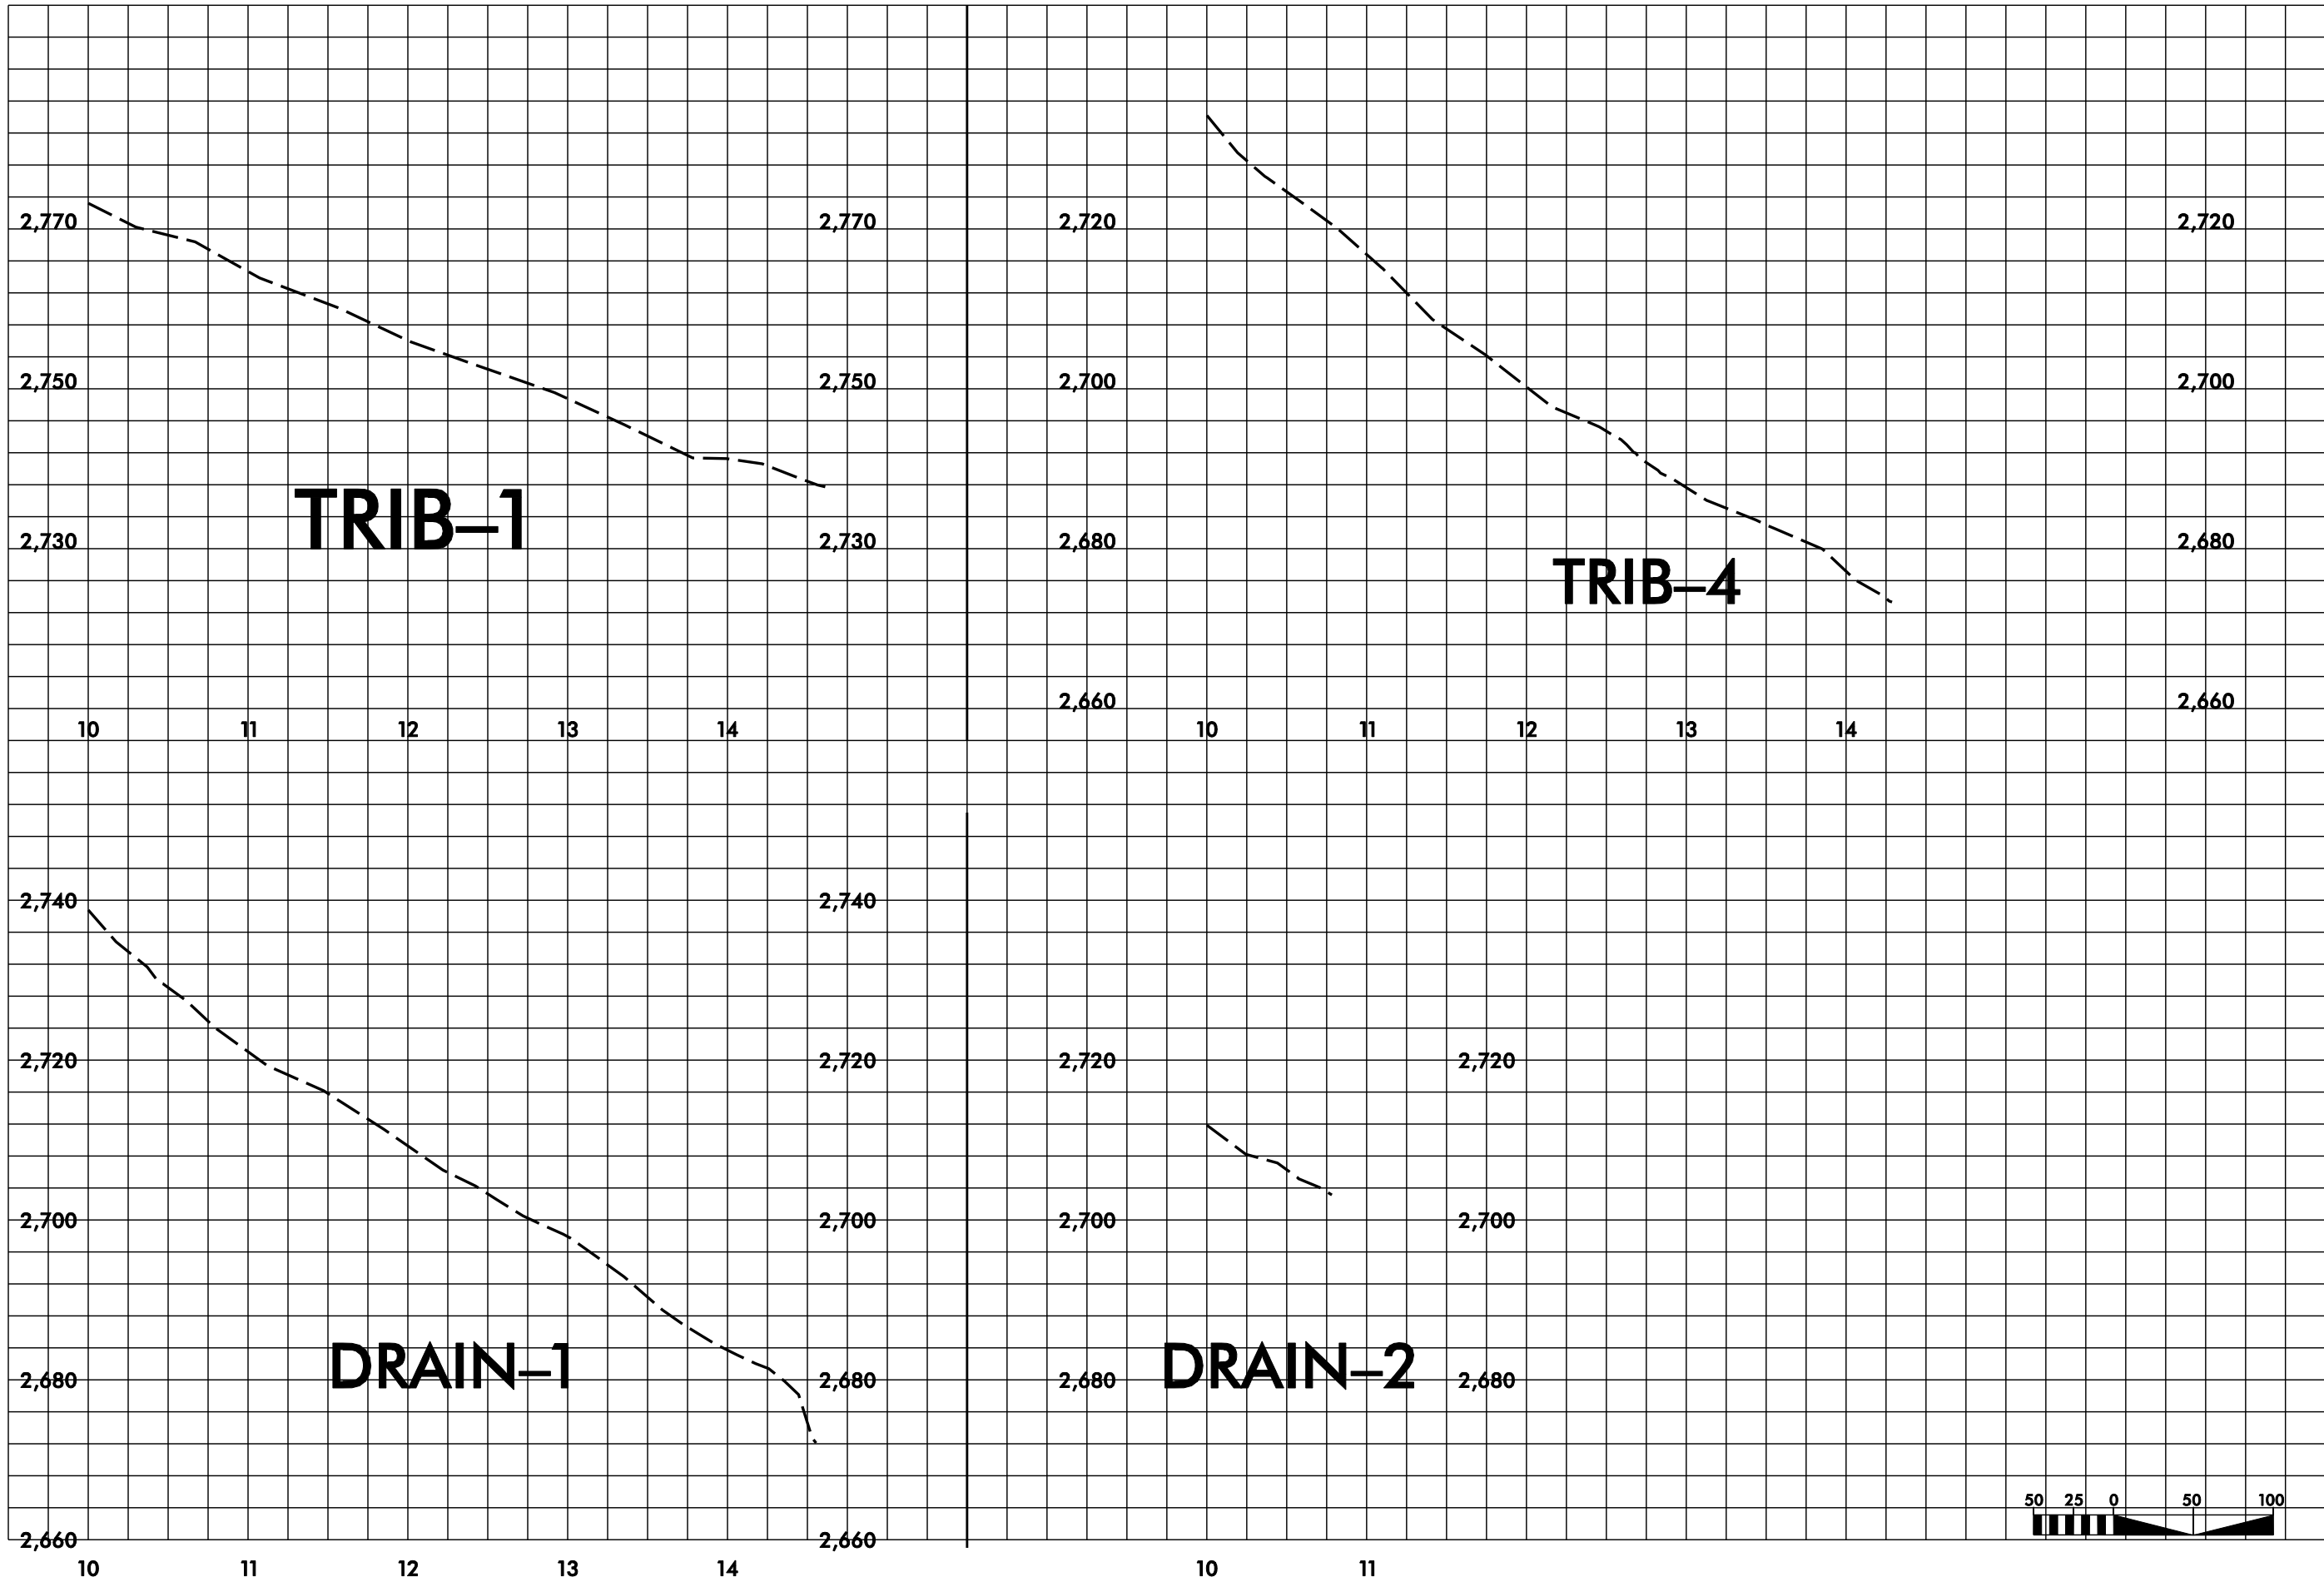 2,770 2,770 2,720 2,720
2,750 2,750 2,700 2,700
TRIB–1
2,730 2,730 2,680 2,680
TRIB–4
2,660 2,660
10 11 12 13 14 10 11 12 13 14
2,740 2,740
2,720 2,720 2,720 2,720
2,700 2,700 2,700 2,700
DRAIN–1 DRAIN–2
2,680 2,680 2,680 2,680
50 25 0 50 100
2,660 2,660
10 11 12 13 14 10 11